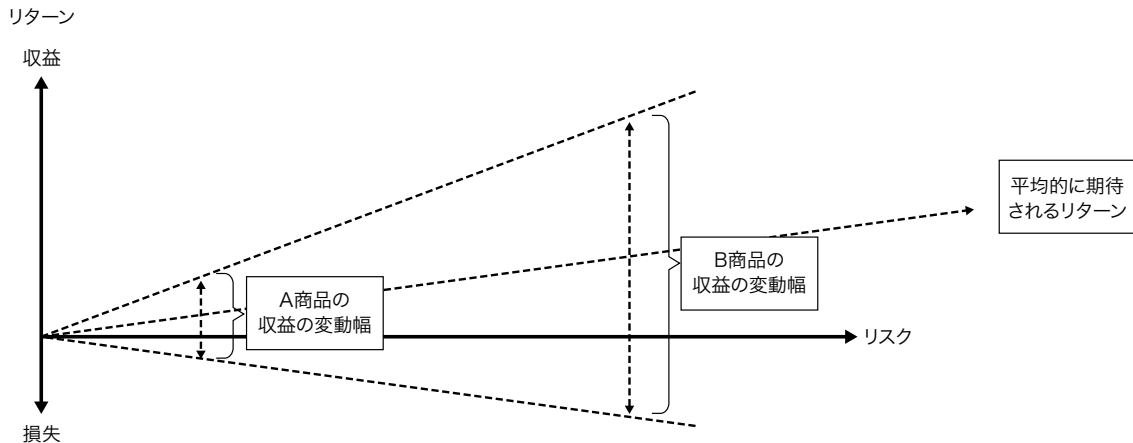 リターン
収益
平均的に期待
されるリターン
B商品の
収益の変動幅
A商品の
収益の変動幅
リスク
損失